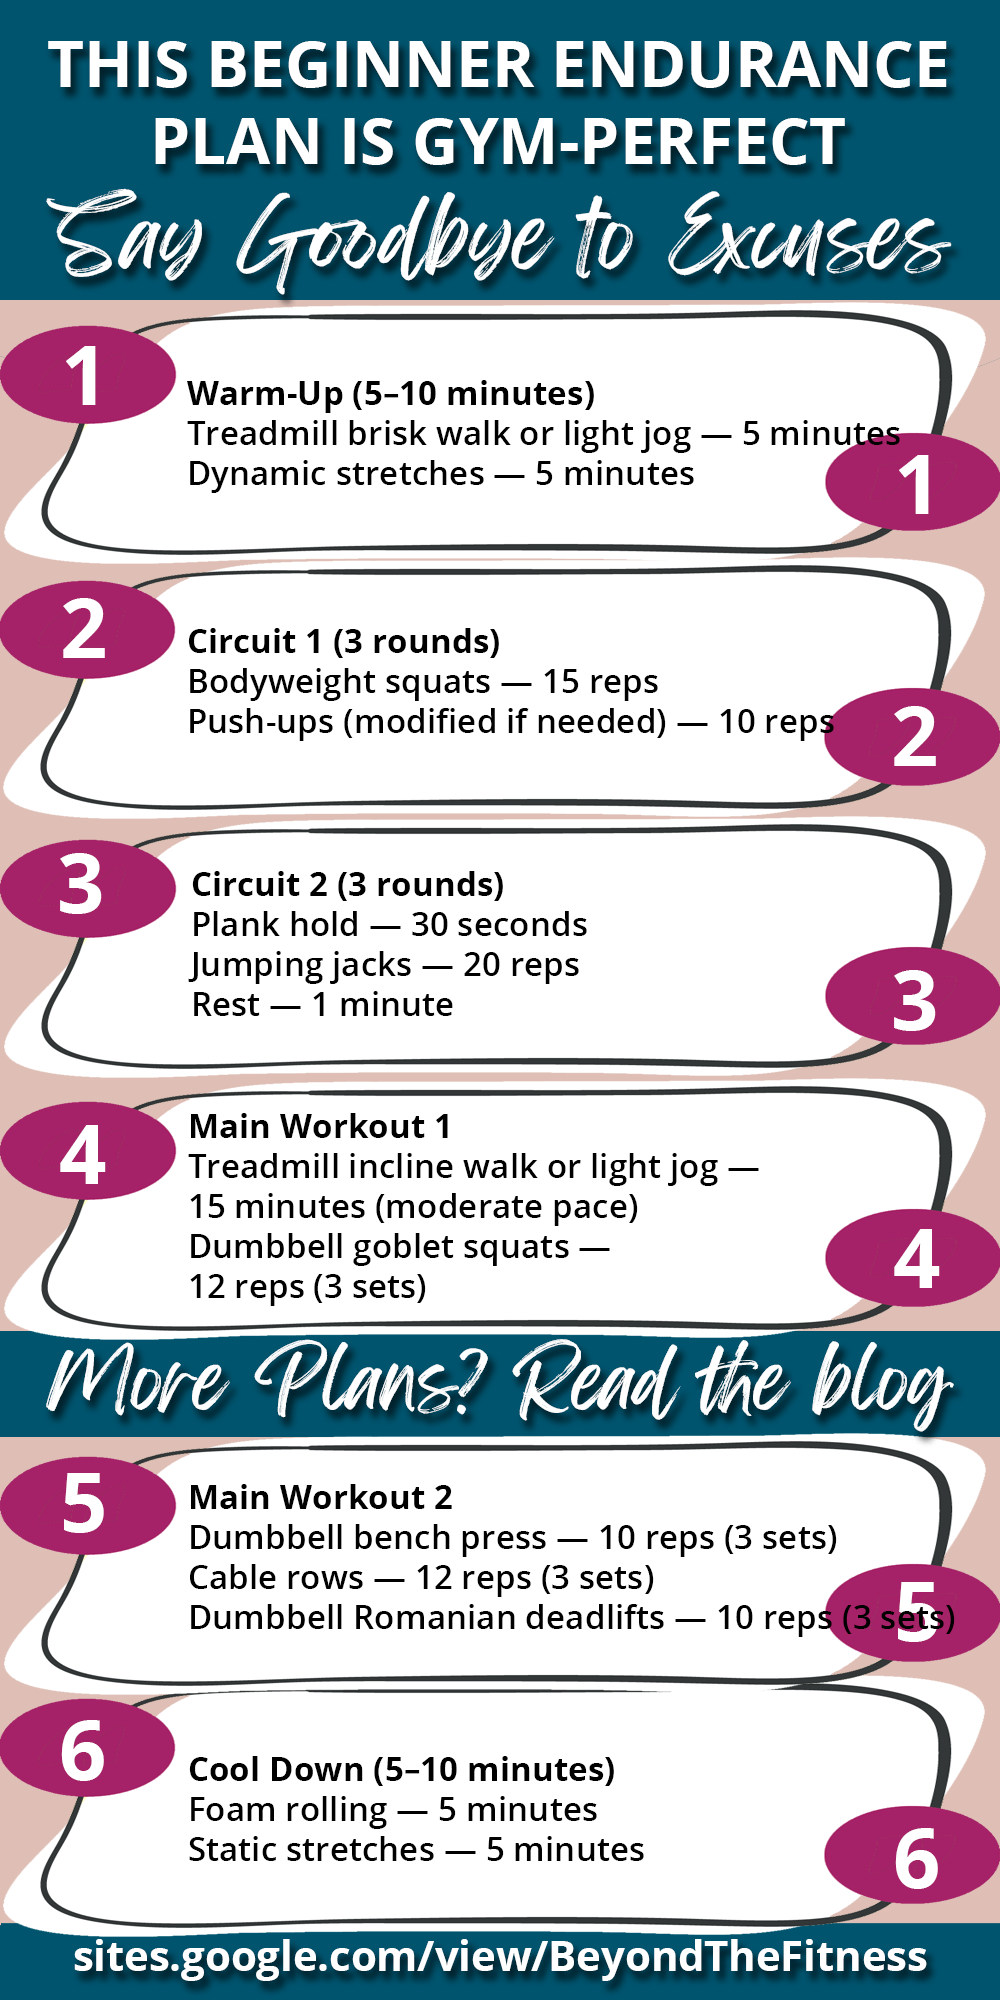 THIS BEGINNER ENDURANCE
PLAN IS GYM-PERFECT
Say Goodbye to Excuses
1
Warm-Up (5–10 minutes)
Treadmill brisk walk or light jog — 5 minutes
Dynamic stretches — 5 minutes
1
2
Circuit 1 (3 rounds)
Bodyweight squats — 15 reps
Push-ups (modified if needed) — 10 reps
2
3
Circuit 2 (3 rounds)
Plank hold — 30 seconds
Jumping jacks — 20 reps
Rest — 1 minute
3
4
Main Workout 1
Treadmill incline walk or light jog —
15 minutes (moderate pace)
Dumbbell goblet squats —
12 reps (3 sets)
4
More Plans? Read the blog
5
Main Workout 2
Dumbbell bench press — 10 reps (3 sets)
Cable rows — 12 reps (3 sets)
Dumbbell Romanian deadlifts — 10 reps (3 sets)
5
6
Cool Down (5–10 minutes)
Foam rolling — 5 minutes
Static stretches — 5 minutes
6
sites.google.com/view/BeyondTheFitness